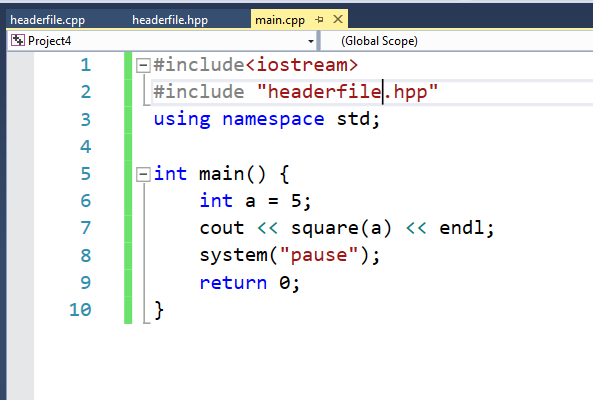 headerfile.cpp headerfile.hpp main.cpp
Project4 (Global Scope)
1 #include<iostream>
2 #include "headerfile.hpp"
3 using namespace std;
4
5 int main() {
6 int a = 5;
7 cout << square(a) << endl;
8 system("pause");
9 return 0;
10 }